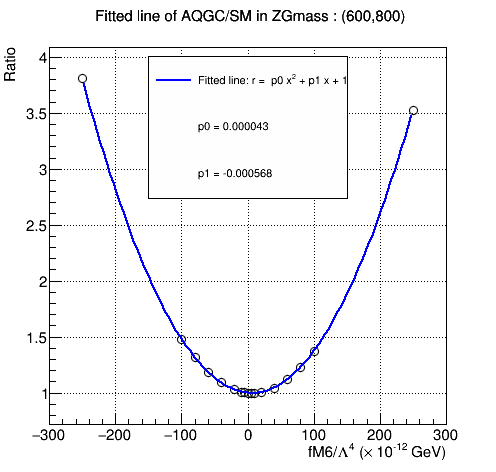 Fitted line of AQGC/SM in ZGmass : (600,800)
Ratio
4
3.5
3
2.5
2
1.5
1
Fitted line: r = p0 x² + p1 x + 1
p0 = 0.000043
p1 = -0.000568
−300 −200 −100 0 100 200 300
fM6/Λ⁴ (× 10⁻¹² GeV)